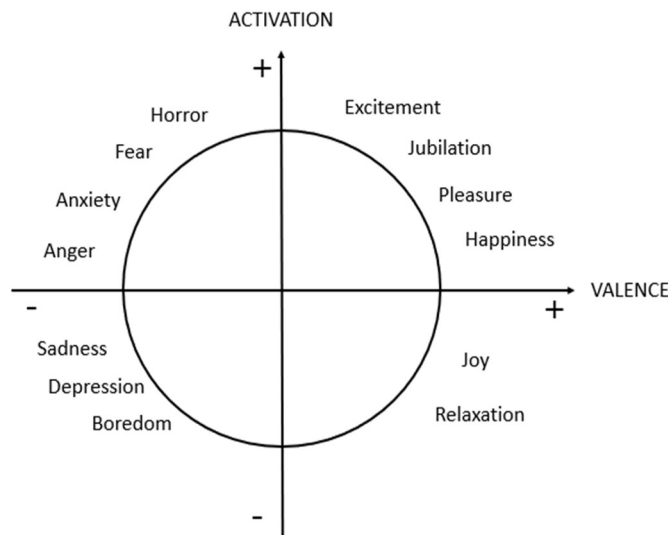 ACTIVATION
+
Horror
Excitement
Fear
Jubilation
Anxiety
Pleasure
Anger
Happiness
VALENCE
-
+
Sadness
Joy
Depression
Relaxation
Boredom
-